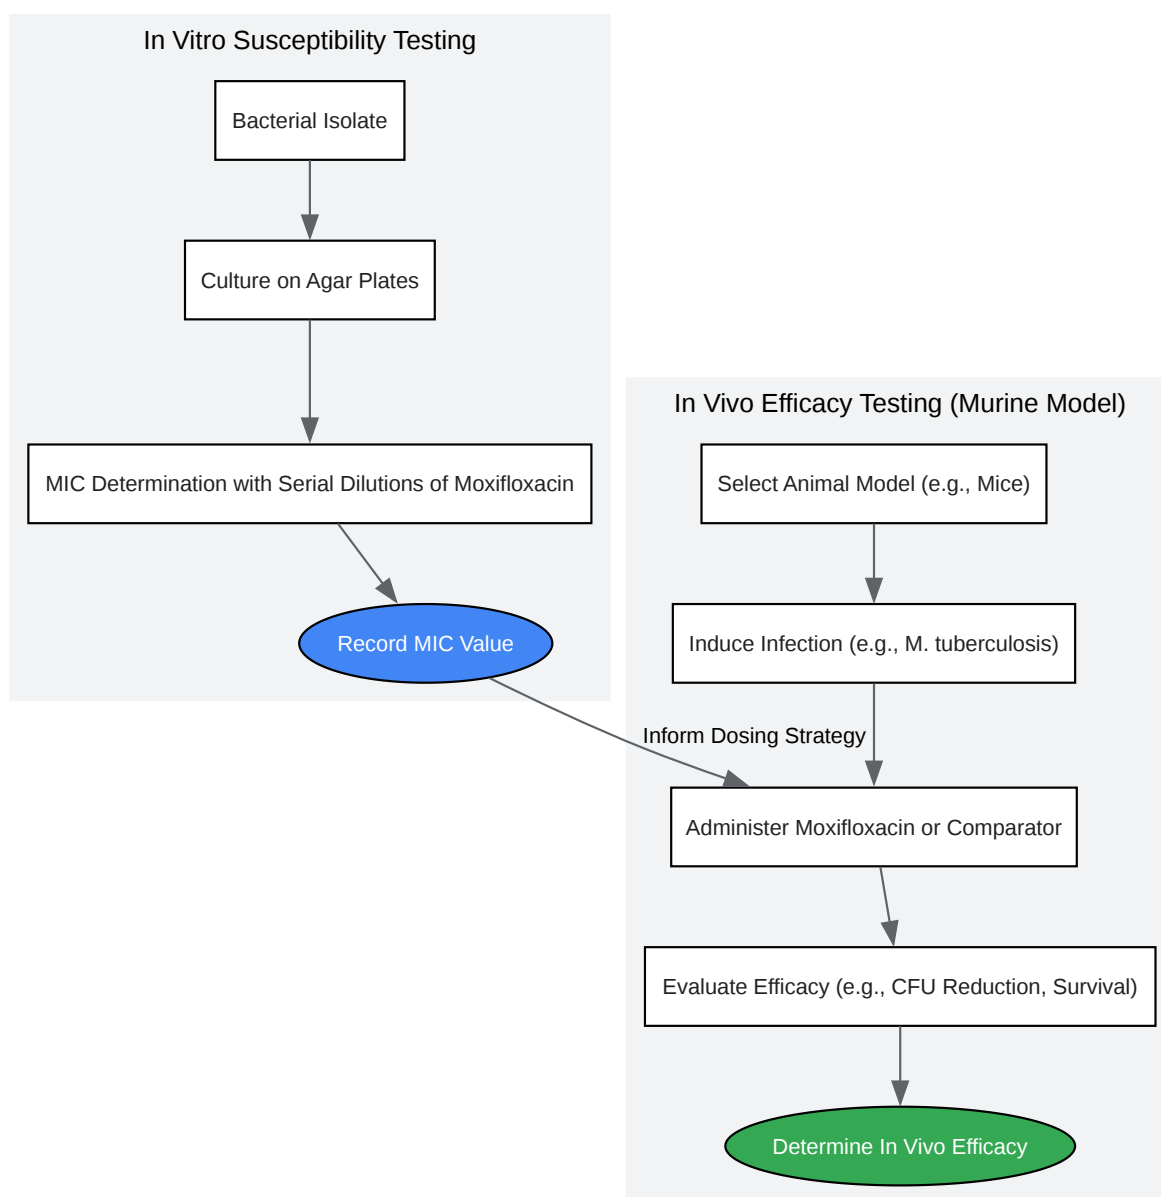 In Vitro Susceptibility Testing
Bacterial Isolate
Culture on Agar Plates
MIC Determination with Serial Dilutions of Moxifloxacin
Record MIC Value
In Vivo Efficacy Testing (Murine Model)
Select Animal Model (e.g., Mice)
Induce Infection (e.g., M. tuberculosis)
Inform Dosing Strategy
Administer Moxifloxacin or Comparator
Evaluate Efficacy (e.g., CFU Reduction, Survival)
Determine In Vivo Efficacy